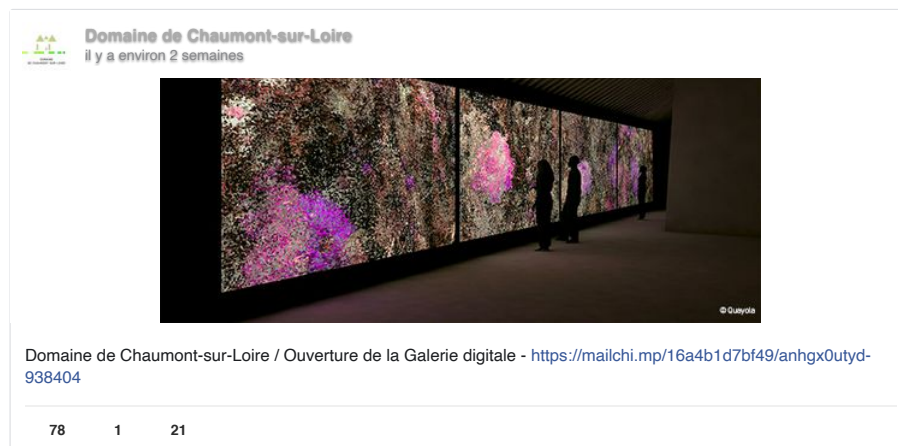 Domaine de Chaumont-sur-Loire
il y a environ 2 semaines
© Quayola
Domaine de Chaumont-sur-Loire / Ouverture de la Galerie digitale - https://mailchi.mp/16a4b1d7bf49/anhgx0utyd-
938404
78 1 21